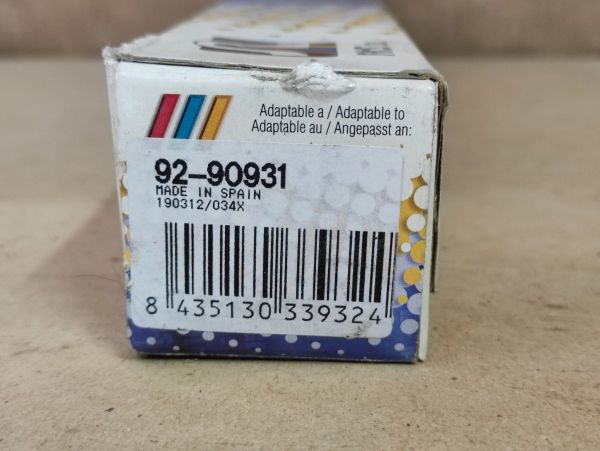 Adaptable a / Adaptable to
Adaptable au / Angepasst an:
92-90931
MADE IN SPAIN
190312/034X
8 435130 339324